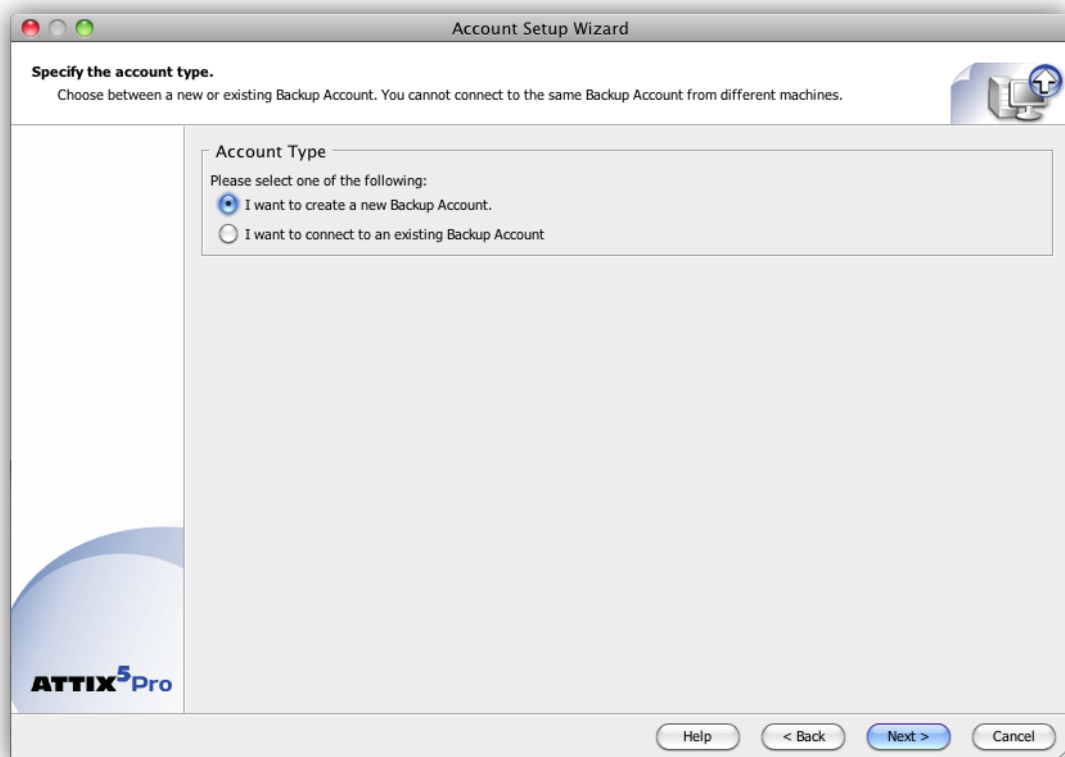 Account Setup Wizard
Specify the account type.
Choose between a new or existing Backup Account. You cannot connect to the same Backup Account from different machines.
Account Type
Please select one of the following:
I want to create a new Backup Account.
I want to connect to an existing Backup Account
ATTIX5Pro
Help
< Back
Next >
Cancel